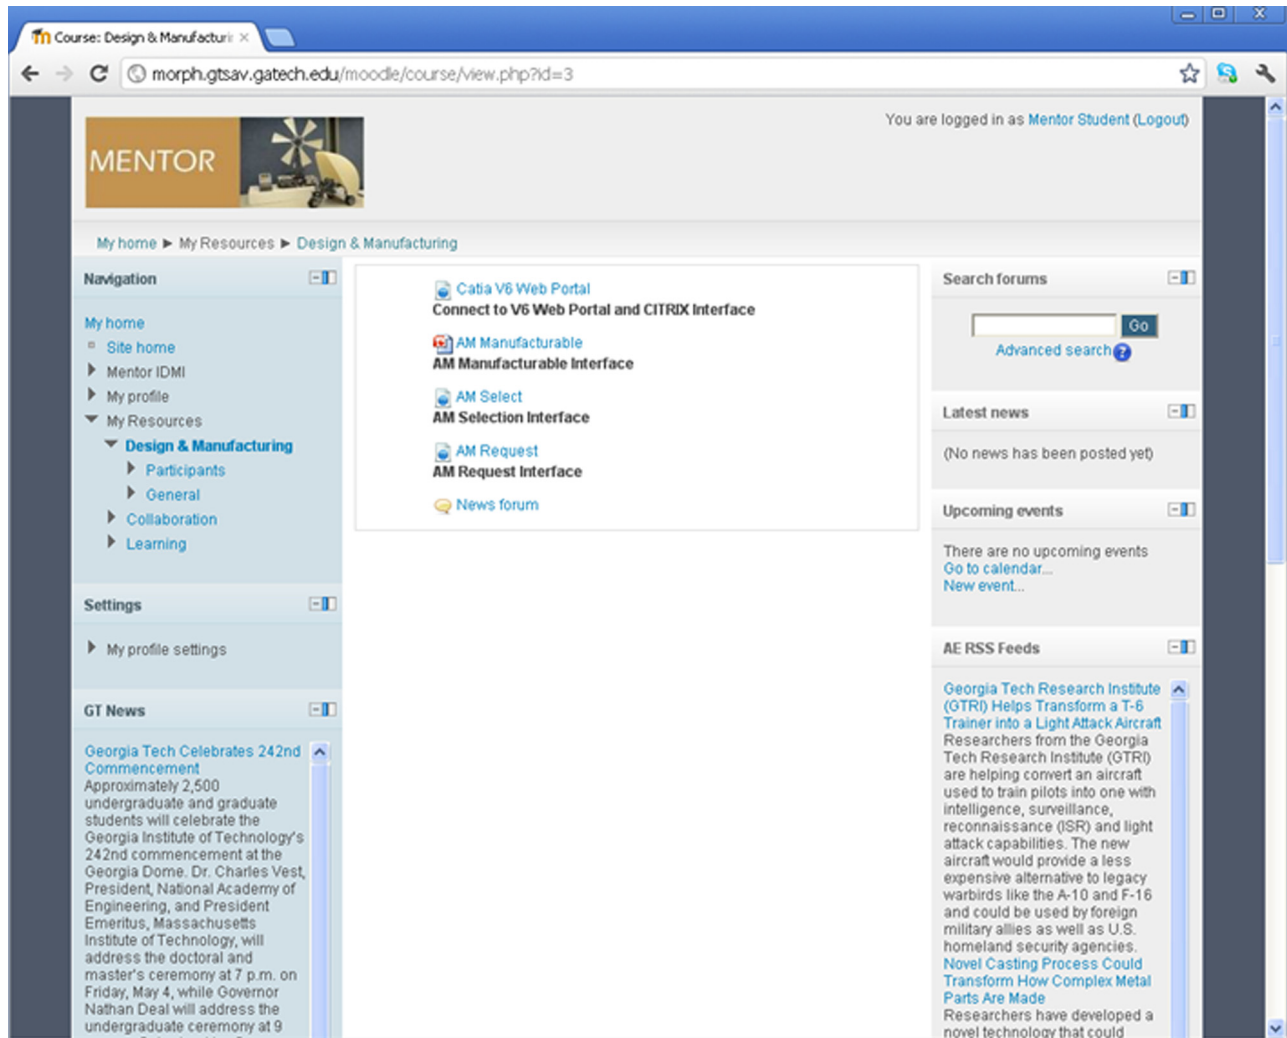 Course: Design & Manufacturin
morph.gtsav.gatech.edu/moodle/course/view.php?id=3
MENTOR
You are logged in as Mentor Student (Logout)
My home ► My Resources ► Design & Manufacturing
Navigation
My home
Site home
Mentor IDMI
My profile
My Resources
Design & Manufacturing
Participants
General
Collaboration
Learning
Settings
My profile settings
GT News
Georgia Tech Celebrates 242nd
Commencement
Approximately 2,500
undergraduate and graduate
students will celebrate the
Georgia Institute of Technology's
242nd commencement at the
Georgia Dome. Dr. Charles Vest,
President, National Academy of
Engineering, and President
Emeritus, Massachusetts
Institute of Technology, will
address the doctoral and
master's ceremony at 7 p.m. on
Friday, May 4, while Governor
Nathan Deal will address the
undergraduate ceremony at 9
Catia V6 Web Portal
Connect to V6 Web Portal and CITRIX Interface
AM Manufacturable
AM Manufacturable Interface
AM Select
AM Selection Interface
AM Request
AM Request Interface
News forum
Search forums
Go
Advanced search
Latest news
(No news has been posted yet)
Upcoming events
There are no upcoming events
Go to calendar...
New event...
AE RSS Feeds
Georgia Tech Research Institute
(GTRI) Helps Transform a T-6
Trainer into a Light Attack Aircraft
Researchers from the Georgia
Tech Research Institute (GTRI)
are helping convert an aircraft
used to train pilots into one with
intelligence, surveillance,
reconnaissance (ISR) and light
attack capabilities. The new
aircraft would provide a less
expensive alternative to legacy
warbirds like the A-10 and F-16
and could be used by foreign
military allies as well as U.S.
homeland security agencies.
Novel Casting Process Could
Transform How Complex Metal
Parts Are Made
Researchers have developed a
novel technology that could